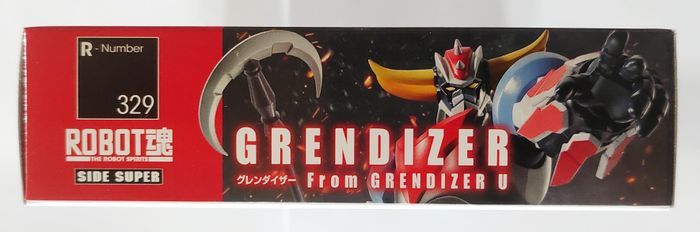 R - Number
329
ROBOT魂
THE ROBOT SPIRITS
SIDE SUPER
GRENDIZER
グレンダイザー From GRENDIZER U